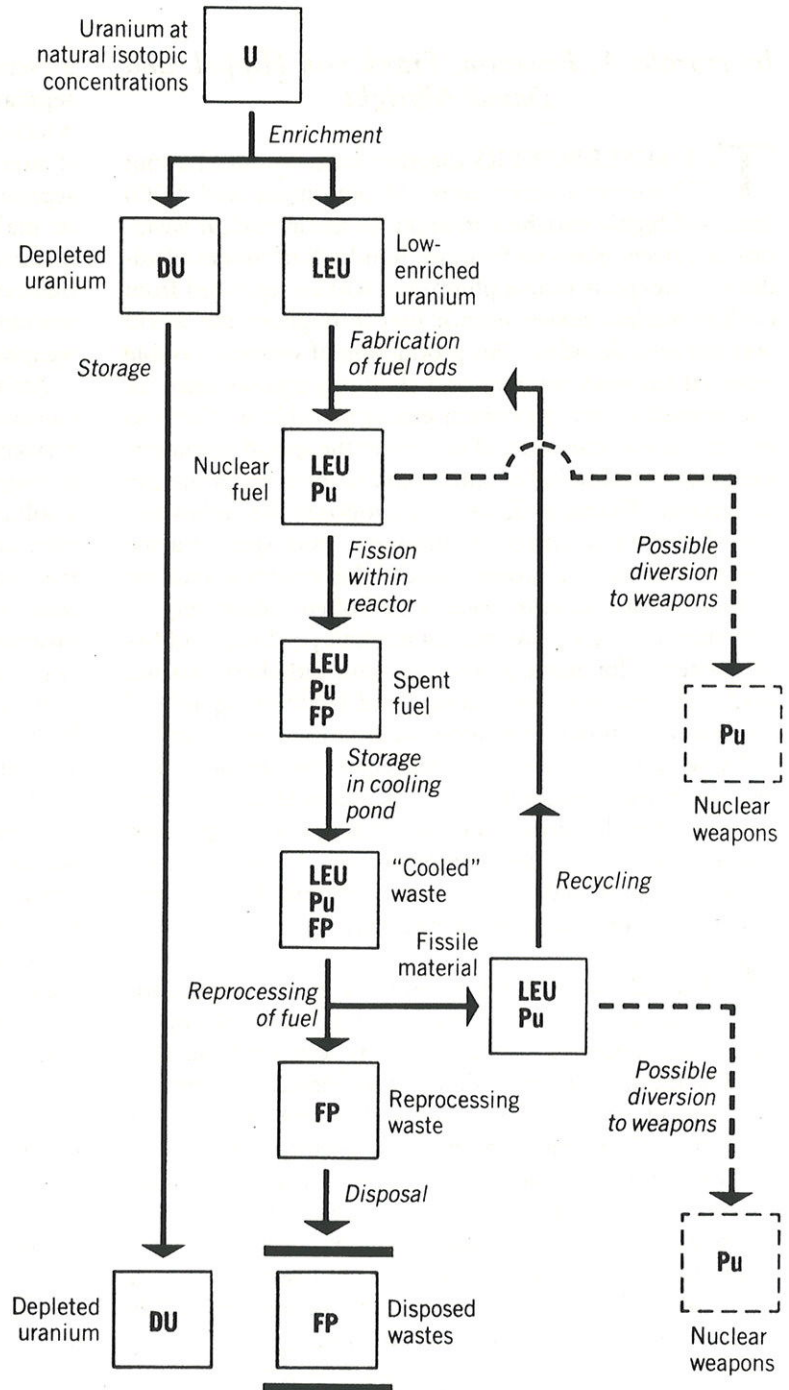 Uranium at
natural isotopic
concentrations
U
Enrichment
Depleted
uranium
DU
LEU
Low-
enriched
uranium
Storage
Fabrication
of fuel rods
Nuclear
fuel
LEU
Pu
Possible
diversion
to weapons
Fission
within
reactor
LEU
Pu
FP
Spent
fuel
Pu
Nuclear
weapons
Storage
in cooling
pond
LEU
Pu
FP
"Cooled"
waste
Recycling
Fissile
material
LEU
Pu
Reprocessing
of fuel
Possible
diversion
to weapons
FP
Reprocessing
waste
Disposal
Pu
Nuclear
weapons
Depleted
uranium
DU
FP
Disposed
wastes